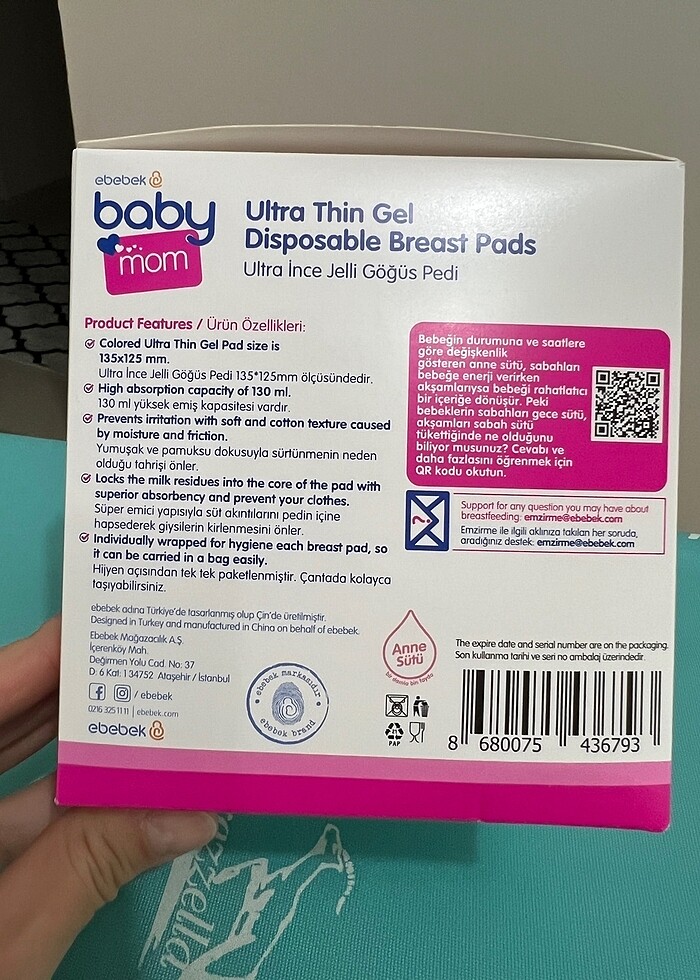 ebebek
baby
mom
Ultra Thin Gel
Disposable Breast Pads
Ultra İnce Jelli Göğüs Pedi
Product Features / Ürün Özellikleri:
Colored Ultra Thin Gel Pad size is
135x125 mm.
Ultra İnce Jelli Göğüs Pedi 135*125mm ölçüsündedir.
High absorption capacity of 130 ml.
130 ml yüksek emiş kapasitesi vardır.
Prevents irritation with soft and cotton texture caused
by moisture and friction.
Yumuşak ve pamuksu dokusuyla sürtünmenin neden
olduğu tahrişi önler.
Locks the milk residues into the core of the pad with
superior absorbency and prevent your clothes.
Süper emici yapısıyla süt akıntılarını pedin içine
hapsederek giysilerin kirlenmesini önler.
Individually wrapped for hygiene each breast pad, so
it can be carried in a bag easily.
Hijyen açısından tek tek paketlenmiştir. Çantada kolayca
taşıyabilirsiniz.
Bebeğin durumuna ve saatlere
göre değişkenlik
gösteren anne sütü, sabahları
bebeğe enerji verirken
akşamlarıysa bebeği rahatlatıcı
bir içeriğe dönüşür. Peki
bebeklerin sabahları gece sütü,
akşamları sabah sütü
tükettiğinde ne olduğunu
biliyor musunuz? Cevabı ve
daha fazlasını öğrenmek için
QR kodu okutun.
Support for any question you may have about
breastfeeding: emzirme@ebebek.com
Emzirme ile ilgili aklınıza takılan her soruda,
aradığınız destek: emzirme@ebebek.com
ebebek adına Türkiye'de tasarlanmış olup Çin'de üretilmiştir.
Designed in Turkey and manufactured in China on behalf of ebebek.
Ebebek Mağazacılık A.Ş.
İçerenköy Mah.
Değirmen Yolu Cad. No: 37
D: 6 Kat: 1 34752 Ataşehir / İstanbul
/ ebebek
0216 325 11 11 | ebebek.com
ebebek
ebebek markasıdır
ebebek brand
Anne
Sütü
bir damla bin fayda
PAP
The expire date and serial number are on the packaging.
Son kullanma tarihi ve seri no ambalaj üzerindedir.
8 680075 436793